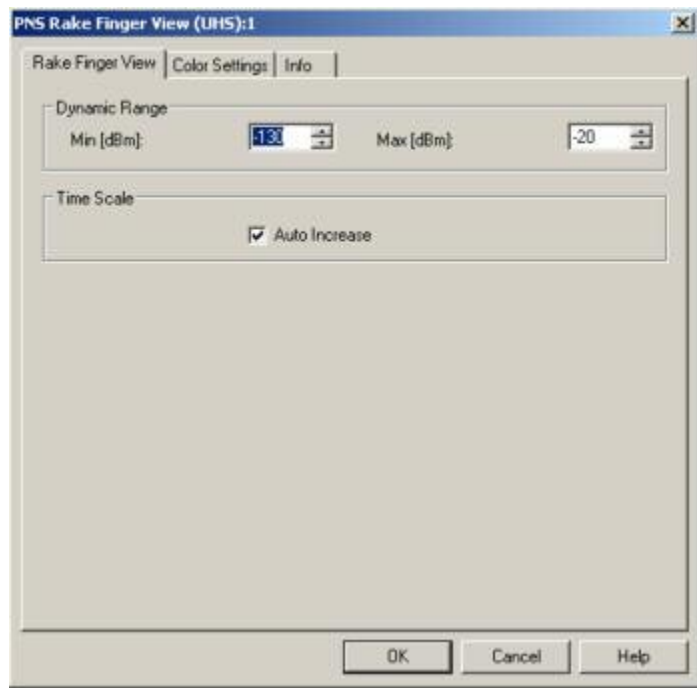 PNS Rake Finger View (UHS):1
Rake Finger View Color Settings Info
Dynamic Range
Min [dBm]: -130 Max [dBm]: -20
Time Scale
Auto Increase
OK Cancel Help